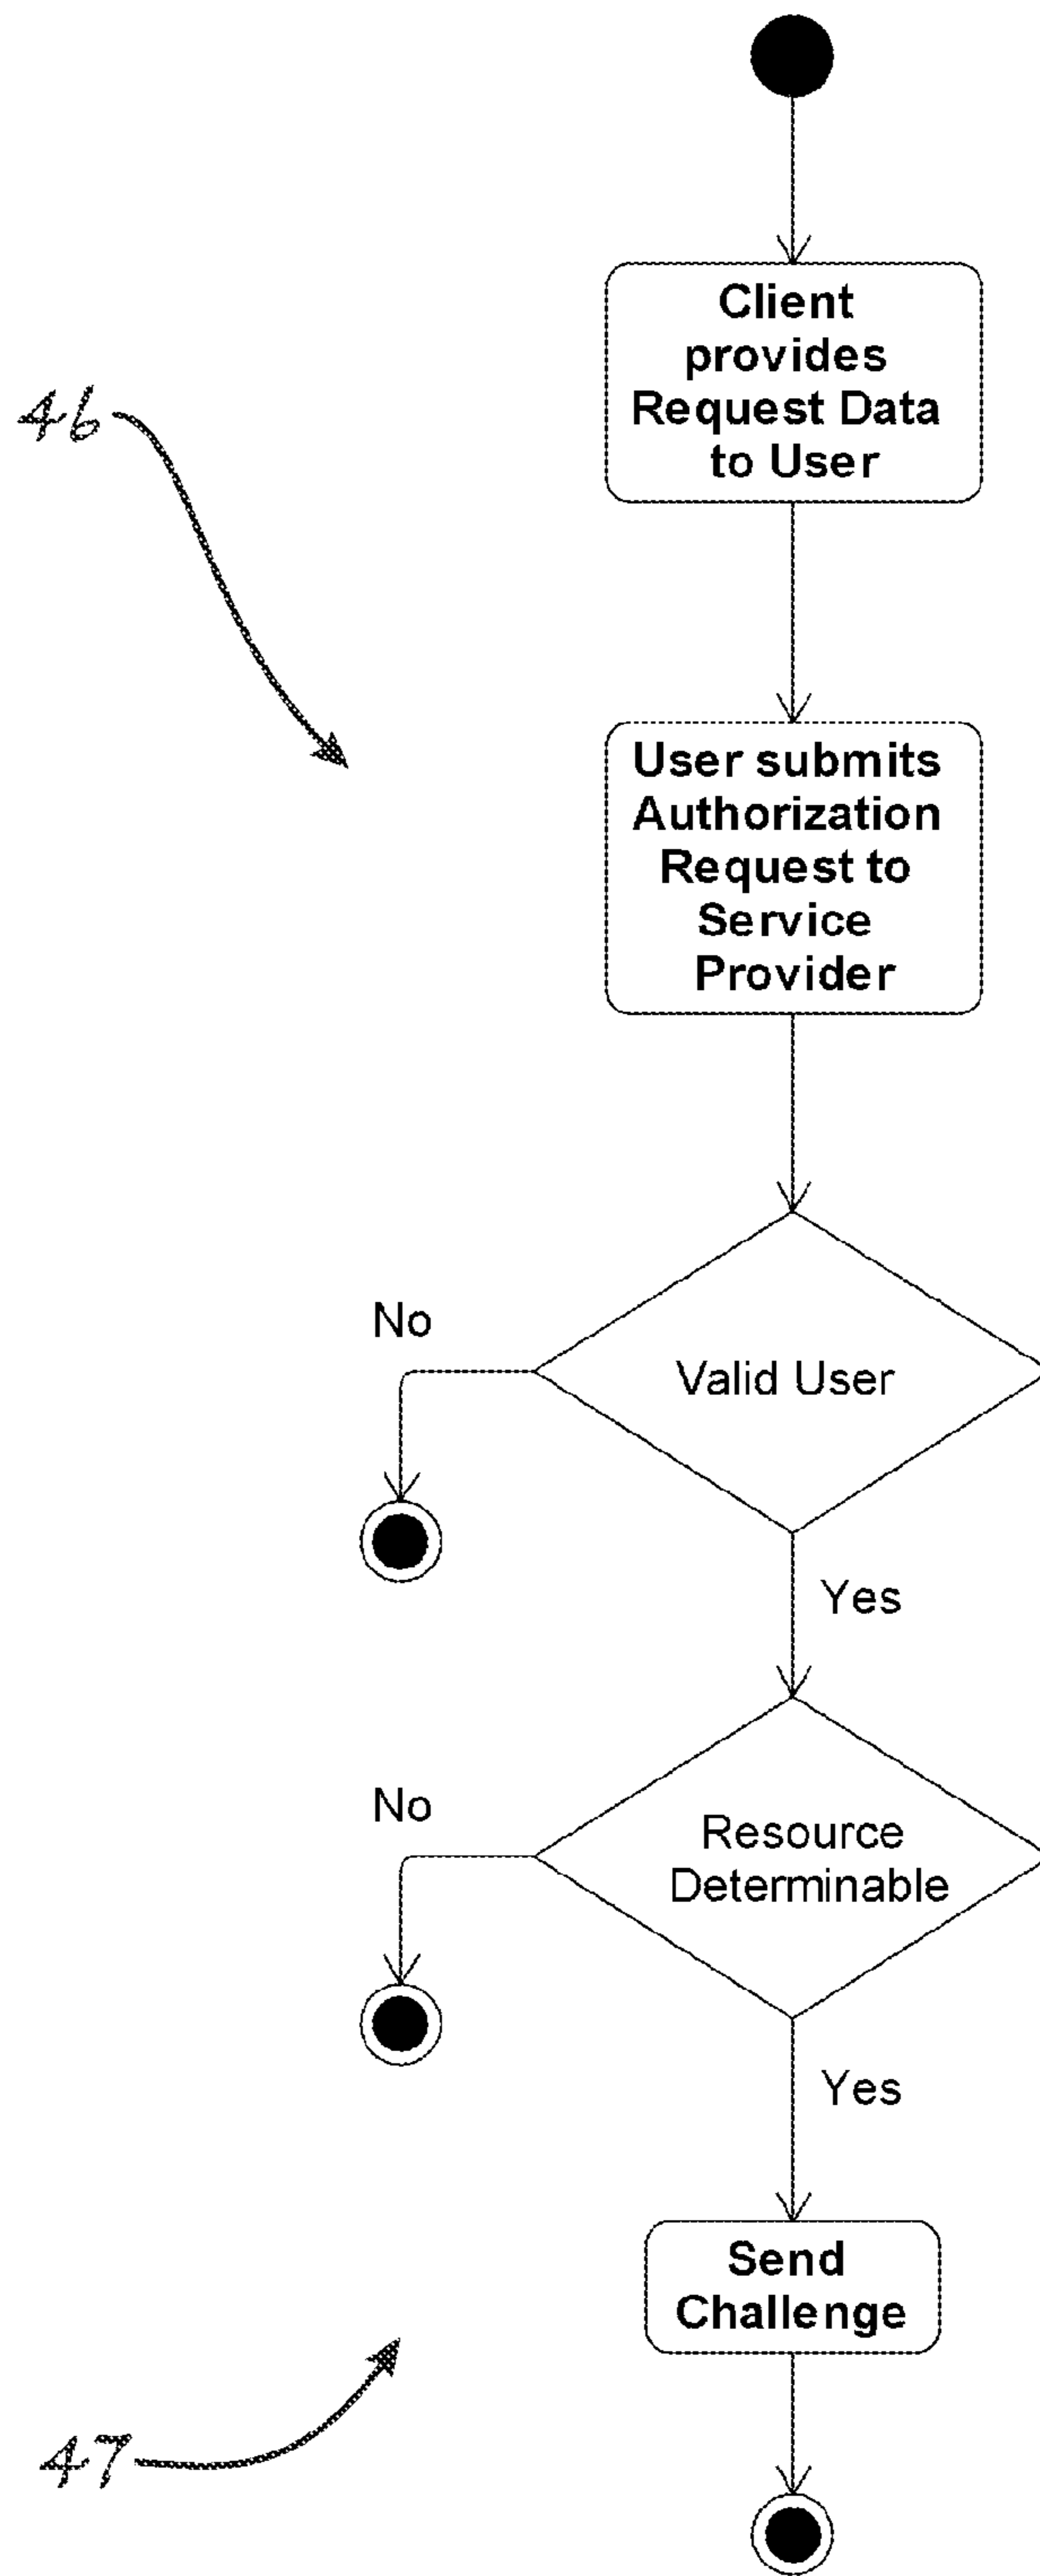 Client
provides
Request Data
to User
46
User submits
Authorization
Request to
Service
Provider
No
Valid User
Yes
No
Resource
Determinable
Yes
Send
Challenge
47